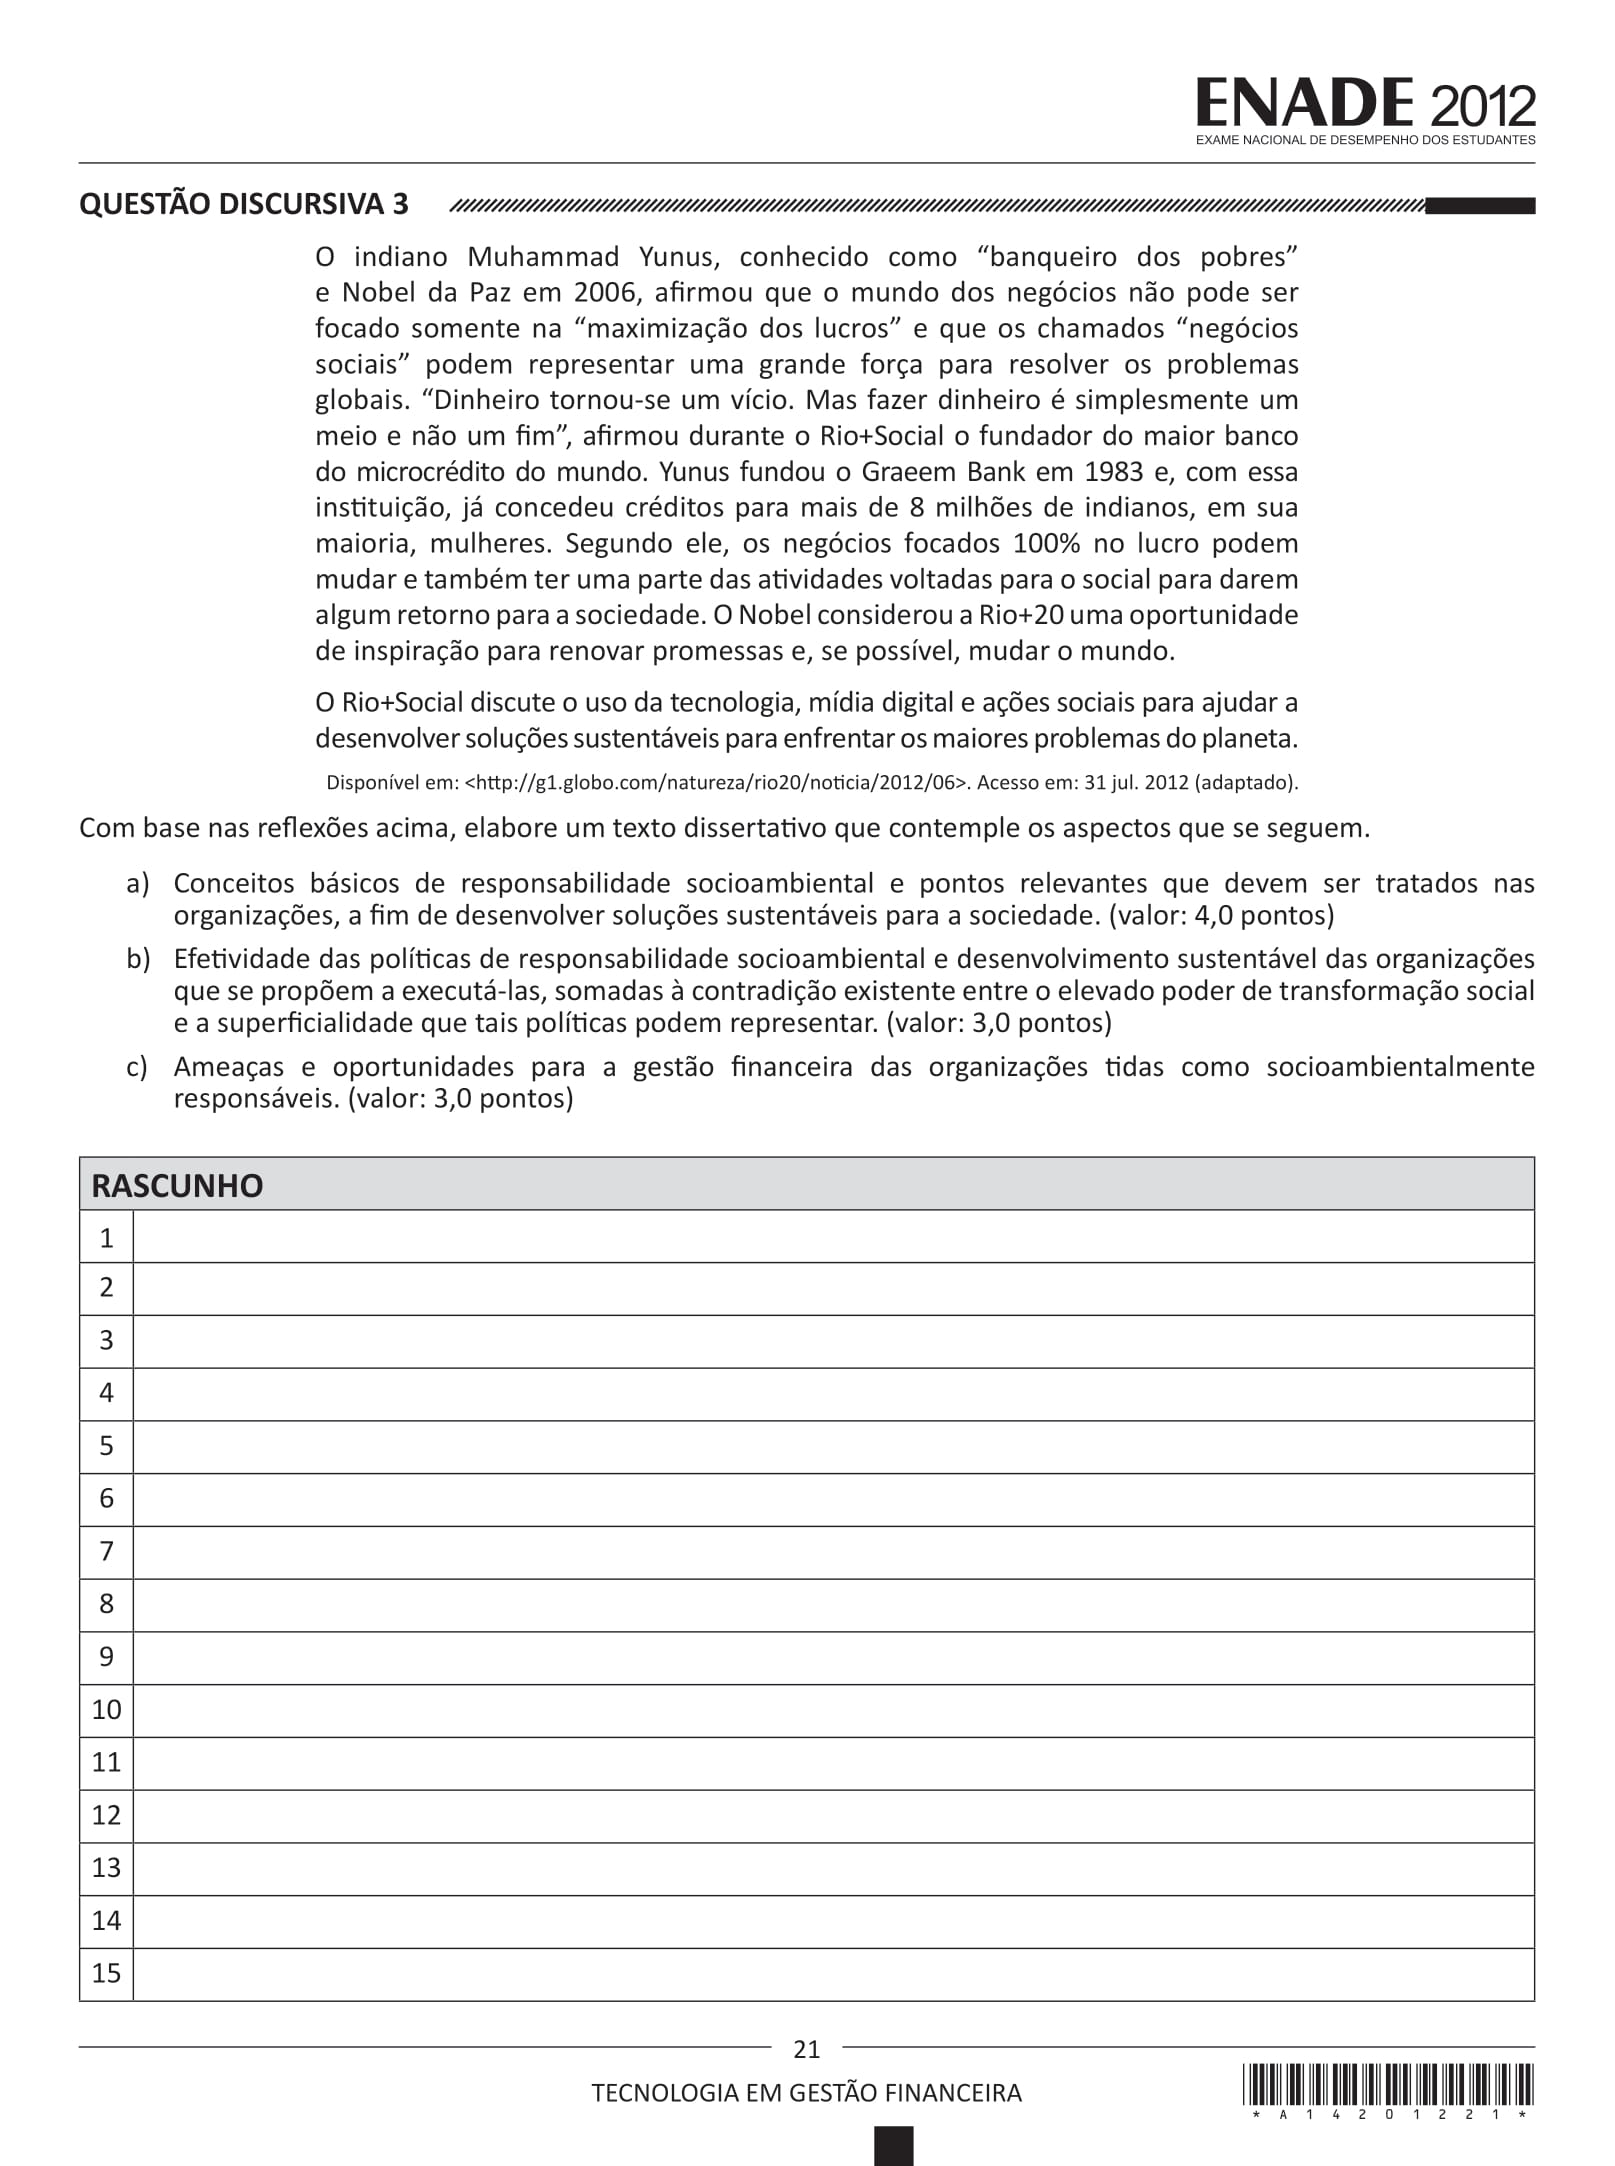 ENADE 2012
EXAME NACIONAL DE DESEMPENHO DOS ESTUDANTES
QUESTÃO DISCURSIVA 3
O indiano Muhammad Yunus, conhecido como “banqueiro dos pobres”
e Nobel da Paz em 2006, afirmou que o mundo dos negócios não pode ser
focado somente na “maximização dos lucros” e que os chamados “negócios
sociais” podem representar uma grande força para resolver os problemas
globais. “Dinheiro tornou-se um vício. Mas fazer dinheiro é simplesmente um
meio e não um fim”, afirmou durante o Rio+Social o fundador do maior banco
do microcrédito do mundo. Yunus fundou o Graeem Bank em 1983 e, com essa
instituição, já concedeu créditos para mais de 8 milhões de indianos, em sua
maioria, mulheres. Segundo ele, os negócios focados 100% no lucro podem
mudar e também ter uma parte das atividades voltadas para o social para darem
algum retorno para a sociedade. O Nobel considerou a Rio+20 uma oportunidade
de inspiração para renovar promessas e, se possível, mudar o mundo.
O Rio+Social discute o uso da tecnologia, mídia digital e ações sociais para ajudar a
desenvolver soluções sustentáveis para enfrentar os maiores problemas do planeta.
Disponível em: <http://g1.globo.com/natureza/rio20/noticia/2012/06>. Acesso em: 31 jul. 2012 (adaptado).
Com base nas reflexões acima, elabore um texto dissertativo que contemple os aspectos que se seguem.
a) Conceitos básicos de responsabilidade socioambiental e pontos relevantes que devem ser tratados nas
organizações, a fim de desenvolver soluções sustentáveis para a sociedade. (valor: 4,0 pontos)
b) Efetividade das políticas de responsabilidade socioambiental e desenvolvimento sustentável das organizações
que se propõem a executá-las, somadas à contradição existente entre o elevado poder de transformação social
e a superficialidade que tais políticas podem representar. (valor: 3,0 pontos)
c) Ameaças e oportunidades para a gestão financeira das organizações tidas como socioambientalmente
responsáveis. (valor: 3,0 pontos)
RASCUNHO
1
2
3
4
5
6
7
8
9
10
11
12
13
14
15
21
TECNOLOGIA EM GESTÃO FINANCEIRA
* A 1 4 2 0 1 2 2 1 *